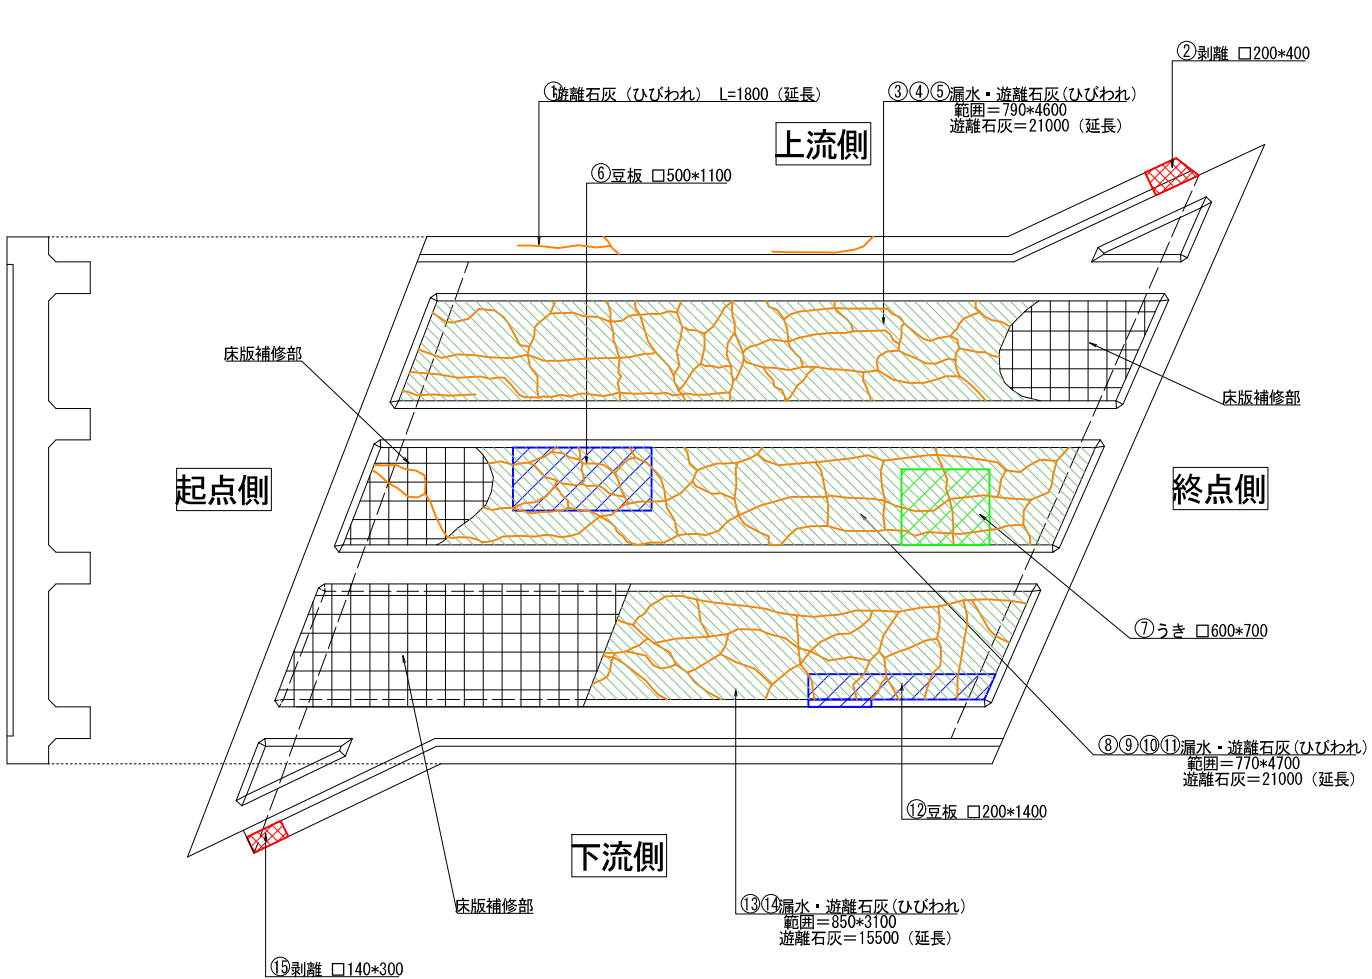 ②剥離 □200*400
①遊離石灰（ひびわれ） L=1800（延長）
③④⑤漏水・遊離石灰(ひびわれ)
範囲＝790*4600
遊離石灰＝21000（延長）
上流側
⑥豆板 □500*1100
床版補修部
床版補修部
起点側
終点側
⑦うき □600*700
⑧⑨⑩⑪漏水・遊離石灰(ひびわれ)
範囲＝770*4700
遊離石灰＝21000（延長）
⑫豆板 □200*1400
下流側
床版補修部
⑬⑭漏水・遊離石灰(ひびわれ)
範囲＝850*3100
遊離石灰＝15500（延長）
⑮剥離 □140*300